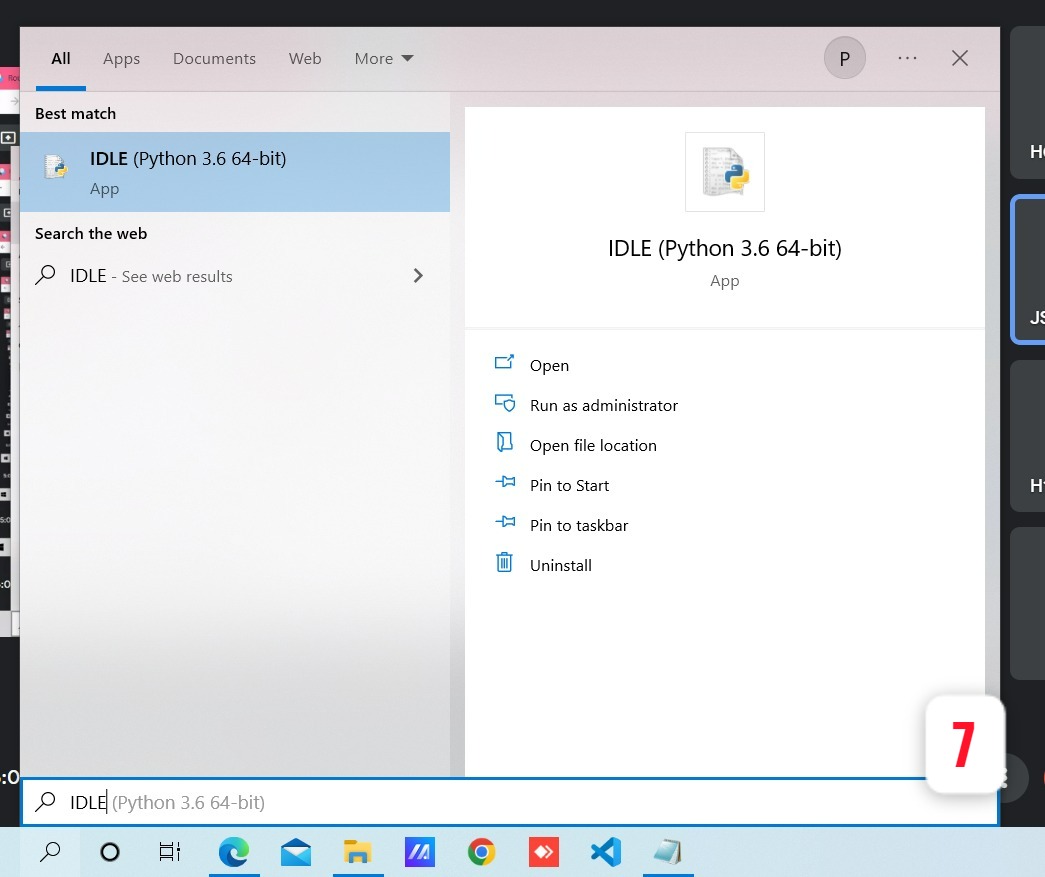 All Apps Documents Web More P
Best match
IDLE (Python 3.6 64-bit)
App
Search the web
IDLE - See web results
IDLE (Python 3.6 64-bit)
App
Open
Run as administrator
Open file location
Pin to Start
Pin to taskbar
Uninstall
7
IDLE (Python 3.6 64-bit)